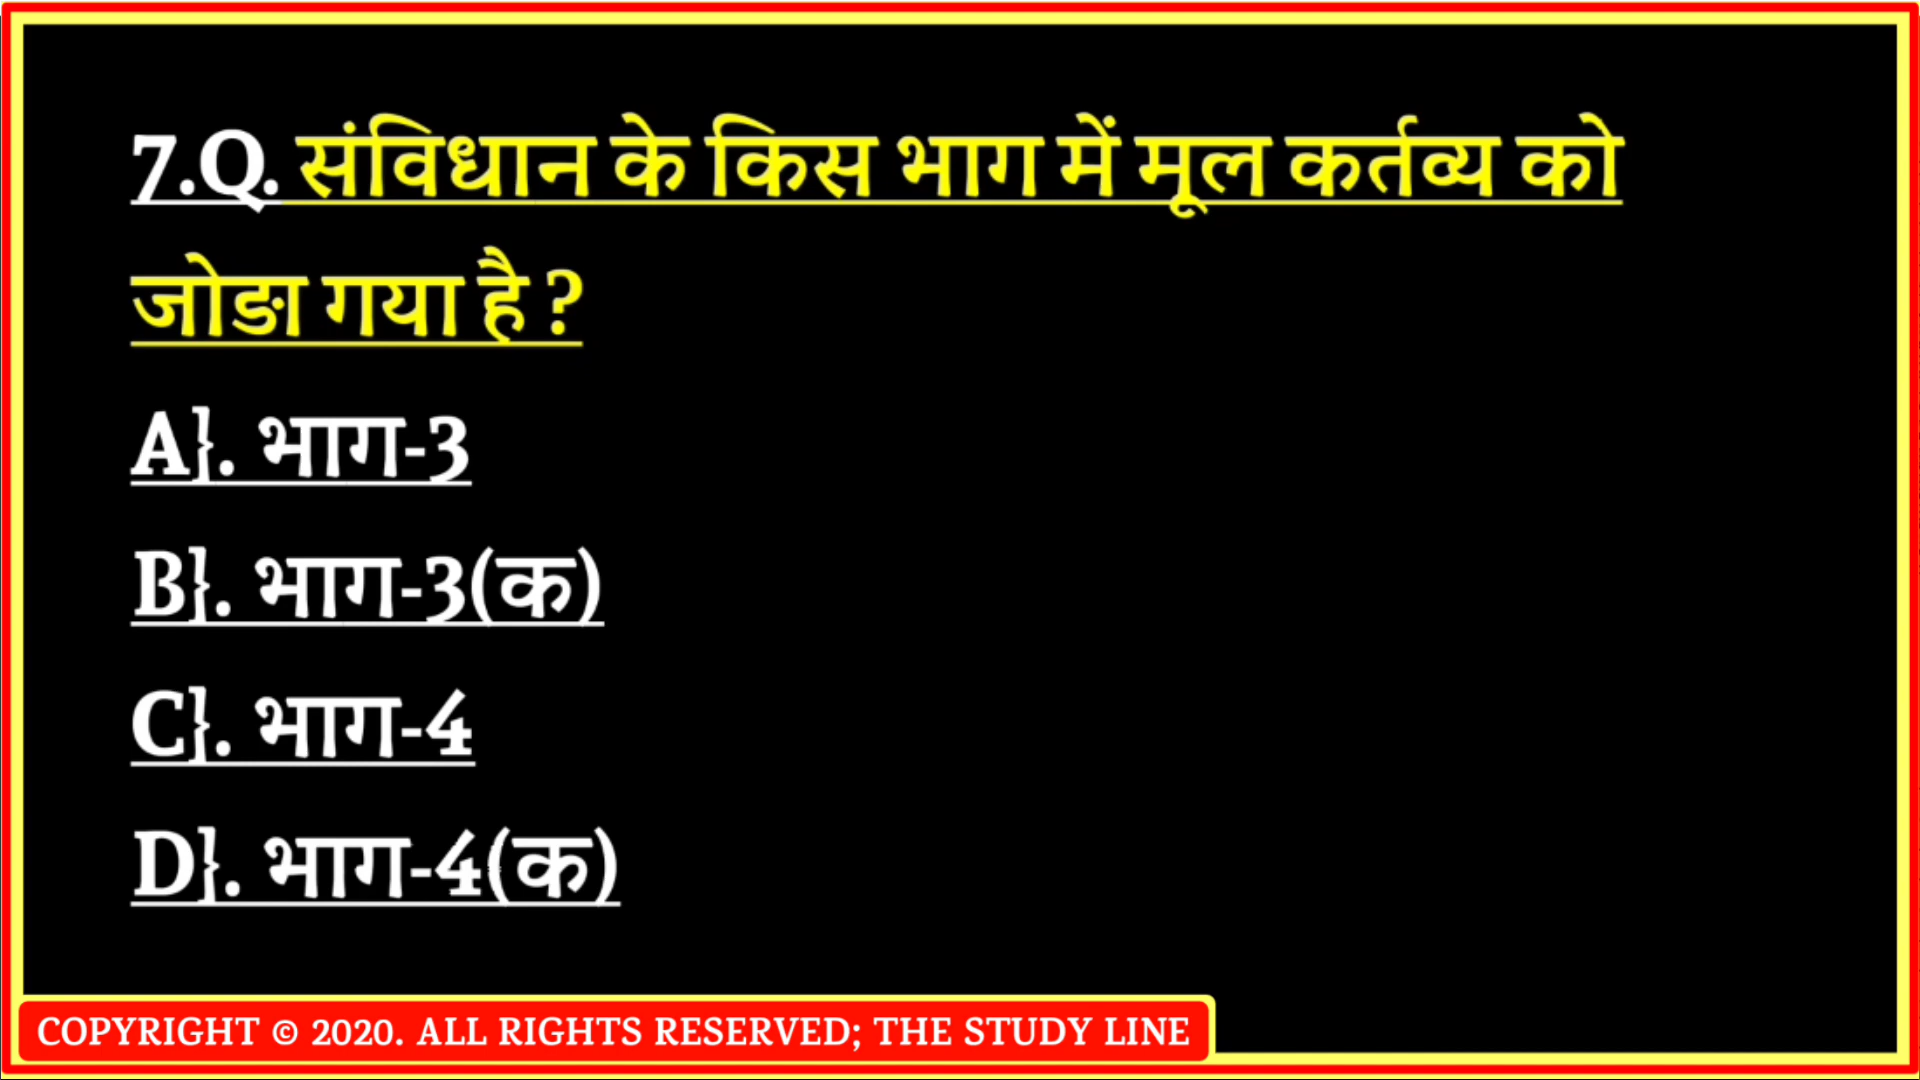 7.Q. संविधान के किस भाग में मूल कर्तव्य को
जोङा गया है ?
A}. भाग-3
B}. भाग-3(क)
C}. भाग-4
D}. भाग-4(क)
COPYRIGHT © 2020. ALL RIGHTS RESERVED; THE STUDY LINE